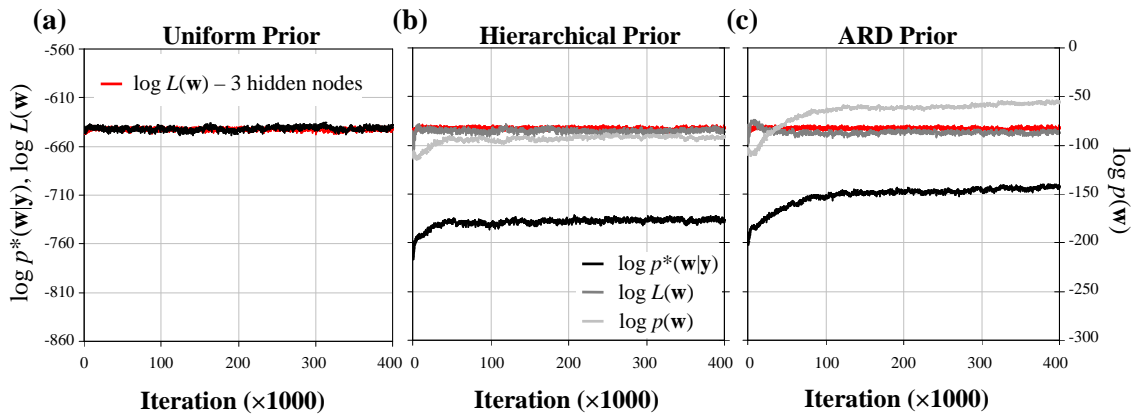 (a)
Uniform Prior
(b)
Hierarchical Prior
(c)
ARD Prior
log p*(w|y), log L(w)
-560
-610
-660
-710
-760
-810
-860
log L(w) – 3 hidden nodes
0 100 200 300 400
Iteration (×1000)
log p*(w|y)
log L(w)
log p(w)
0 100 200 300 400
Iteration (×1000)
0 100 200 300 400
Iteration (×1000)
0
-50
-100
-150
-200
-250
-300
log p(w)